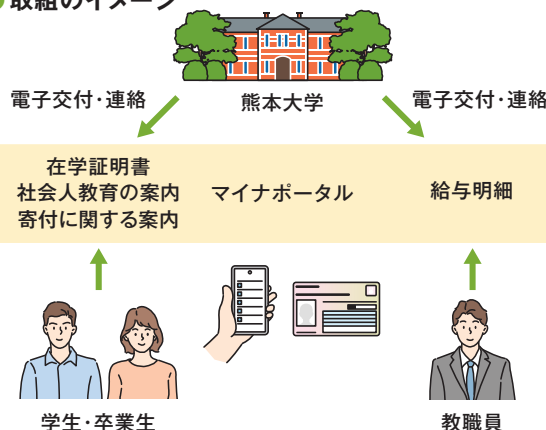 取組のイメージ
電子交付・連絡
熊本大学
電子交付・連絡
在学証明書
社会人教育の案内
寄付に関する案内
マイナポータル
給与明細
学生・卒業生
教職員